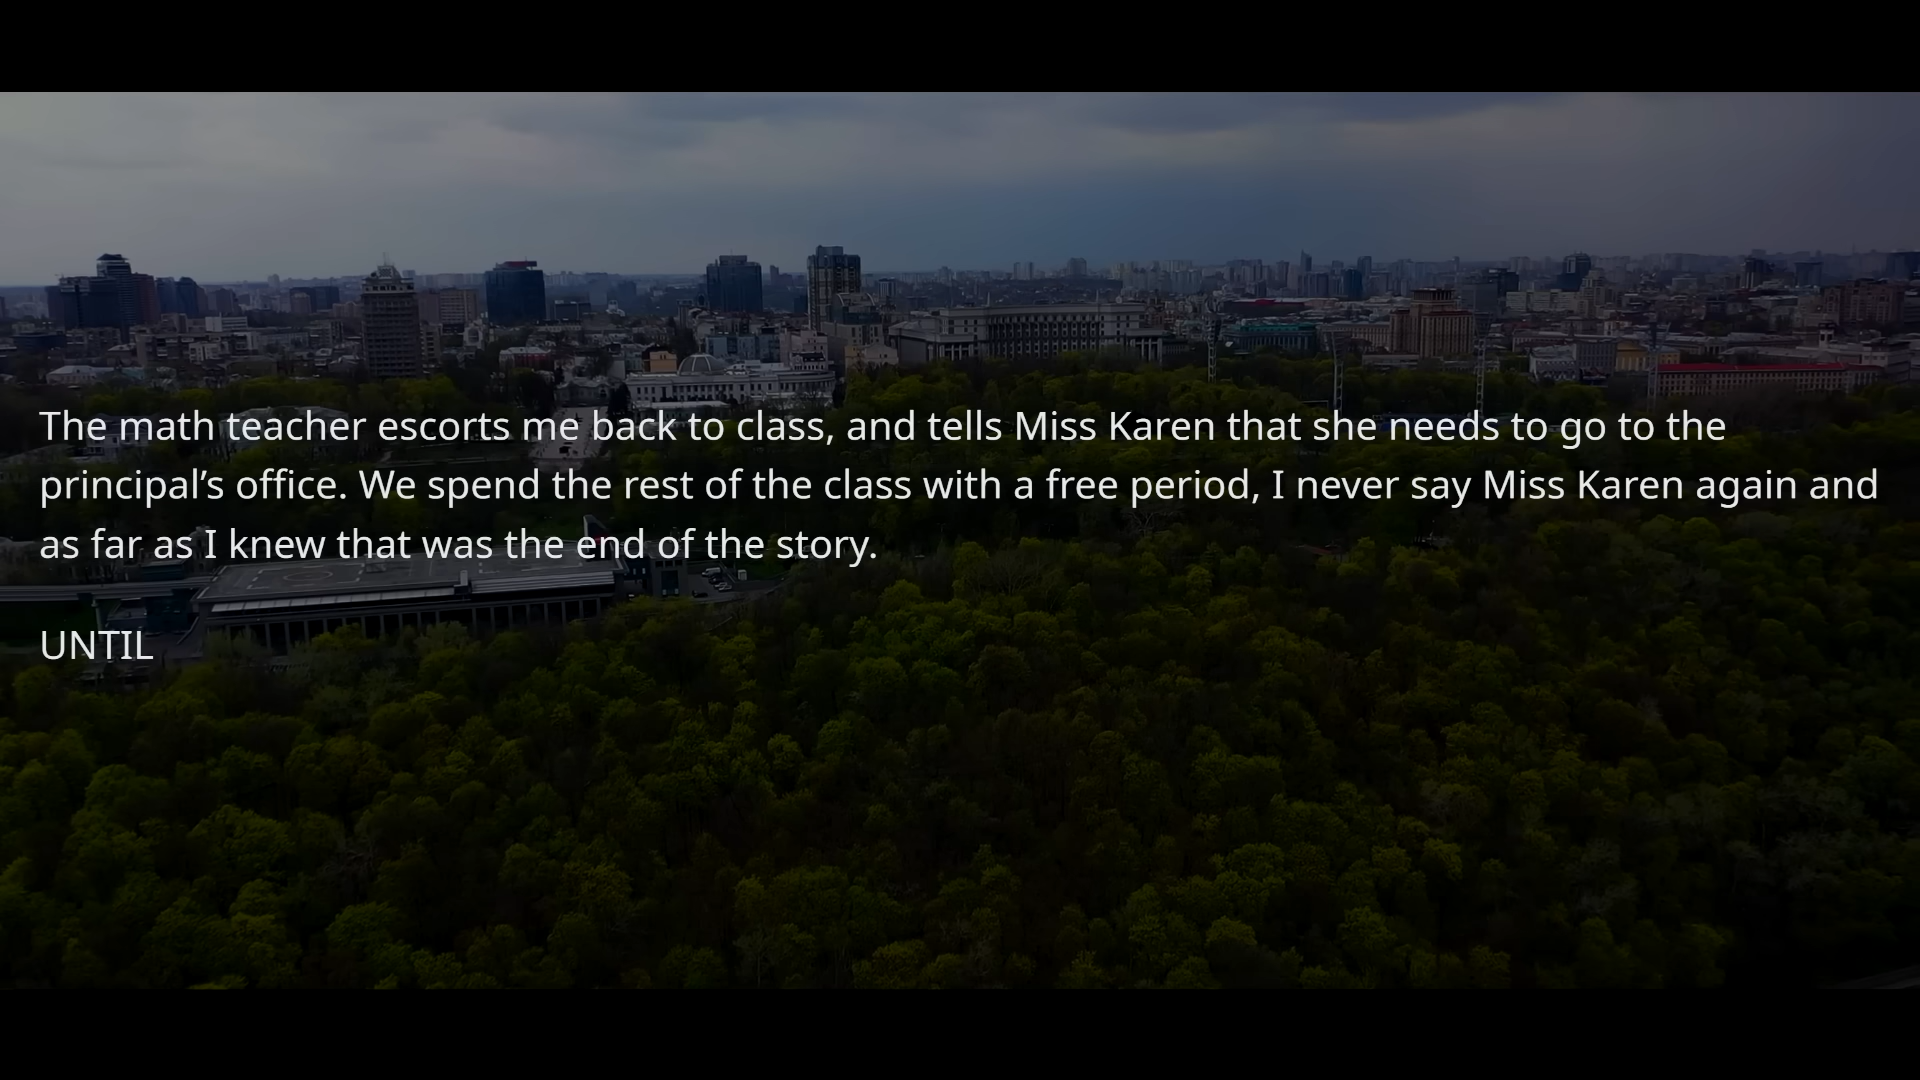 The math teacher escorts me back to class, and tells Miss Karen that she needs to go to the
principal’s office. We spend the rest of the class with a free period, I never say Miss Karen again and
as far as I knew that was the end of the story.
UNTIL